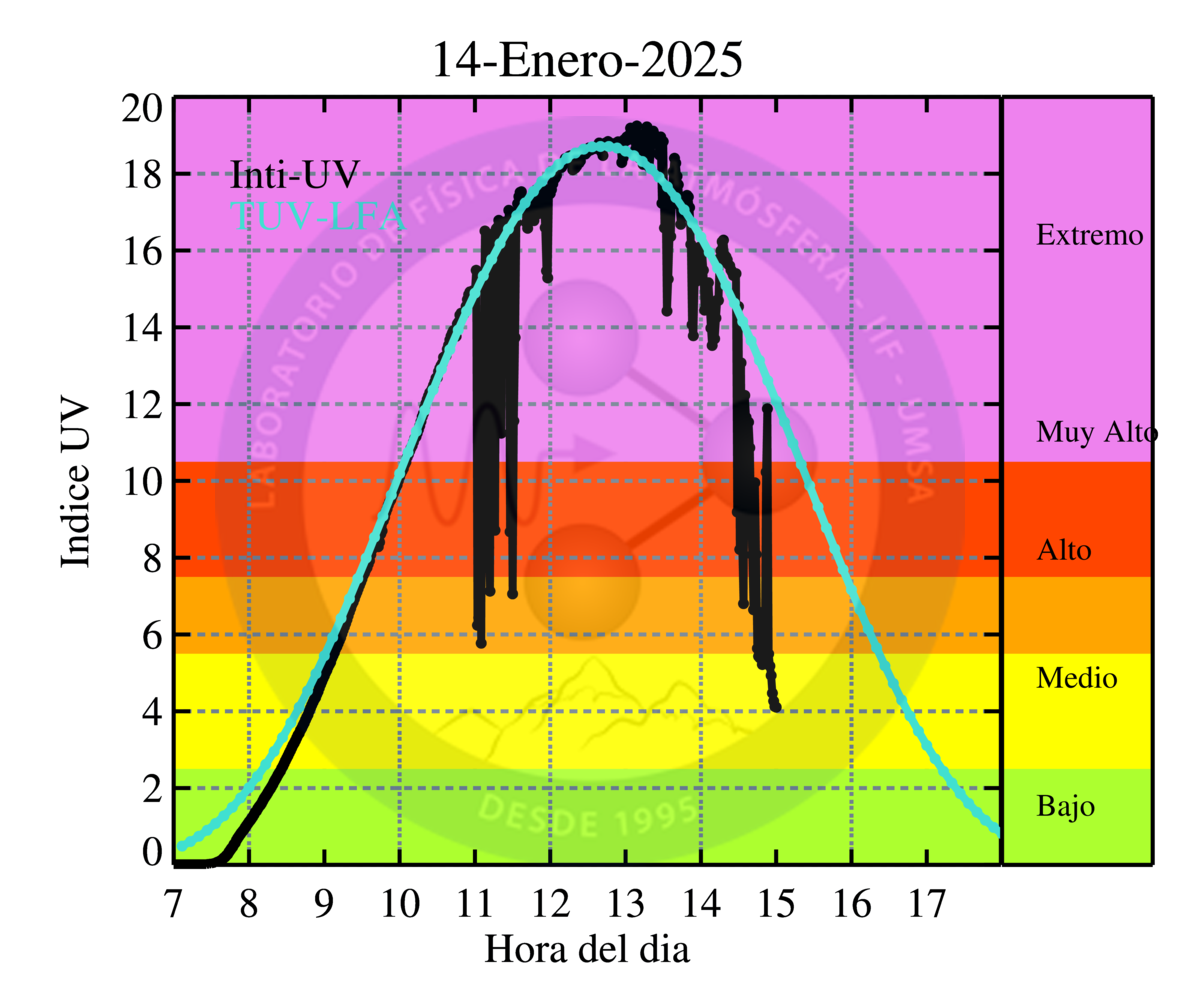 14-Enero-2025
20
18
16
14
12
10
8
6
4
2
0
Indice UV
Inti-UV
TUV-LFA
LABORATORIO DE FÍSICA DE LA ATMÓSFERA - IIF - UMSA
DESDE 1995
Extremo
Muy Alto
Alto
Medio
Bajo
7 8 9 10 11 12 13 14 15 16 17
Hora del dia